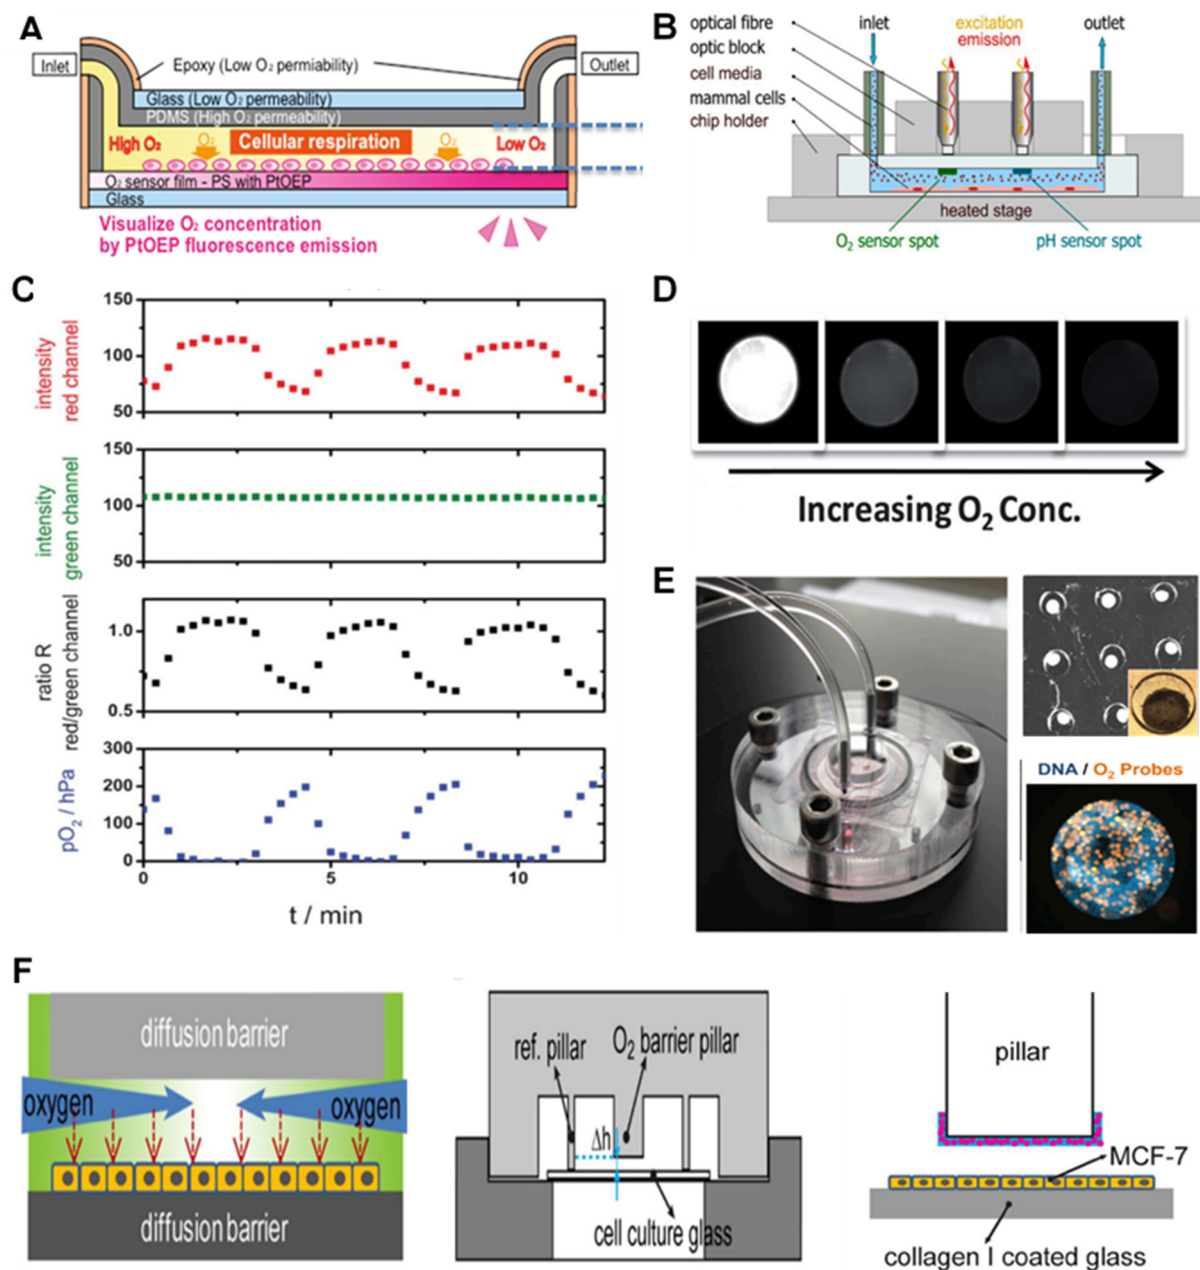 A
Inlet
Epoxy (Low O₂ permiability)
Outlet
Glass (Low O₂ permeability)
PDMS (High O₂ permeability)
High O₂
O₂
Cellular respiration
O₂
Low O₂
O₂ sensor film - PS with PtOEP
Glass
Visualize O₂ concentration
by PtOEP fluorescence emission
B
optical fibre
optic block
cell media
mammal cells
chip holder
inlet
excitation
emission
outlet
heated stage
O₂ sensor spot
pH sensor spot
C
intensity
red channel
150
100
50
intensity
green channel
150
100
50
ratio R
red/green channel
1.0
0.5
pO₂ / hPa
300
200
100
0
0
5
10
t / min
D
Increasing O₂ Conc.
E
DNA / O₂ Probes
F
diffusion barrier
oxygen
oxygen
diffusion barrier
ref. pillar
O₂ barrier pillar
Δh
cell culture glass
pillar
MCF-7
collagen I coated glass